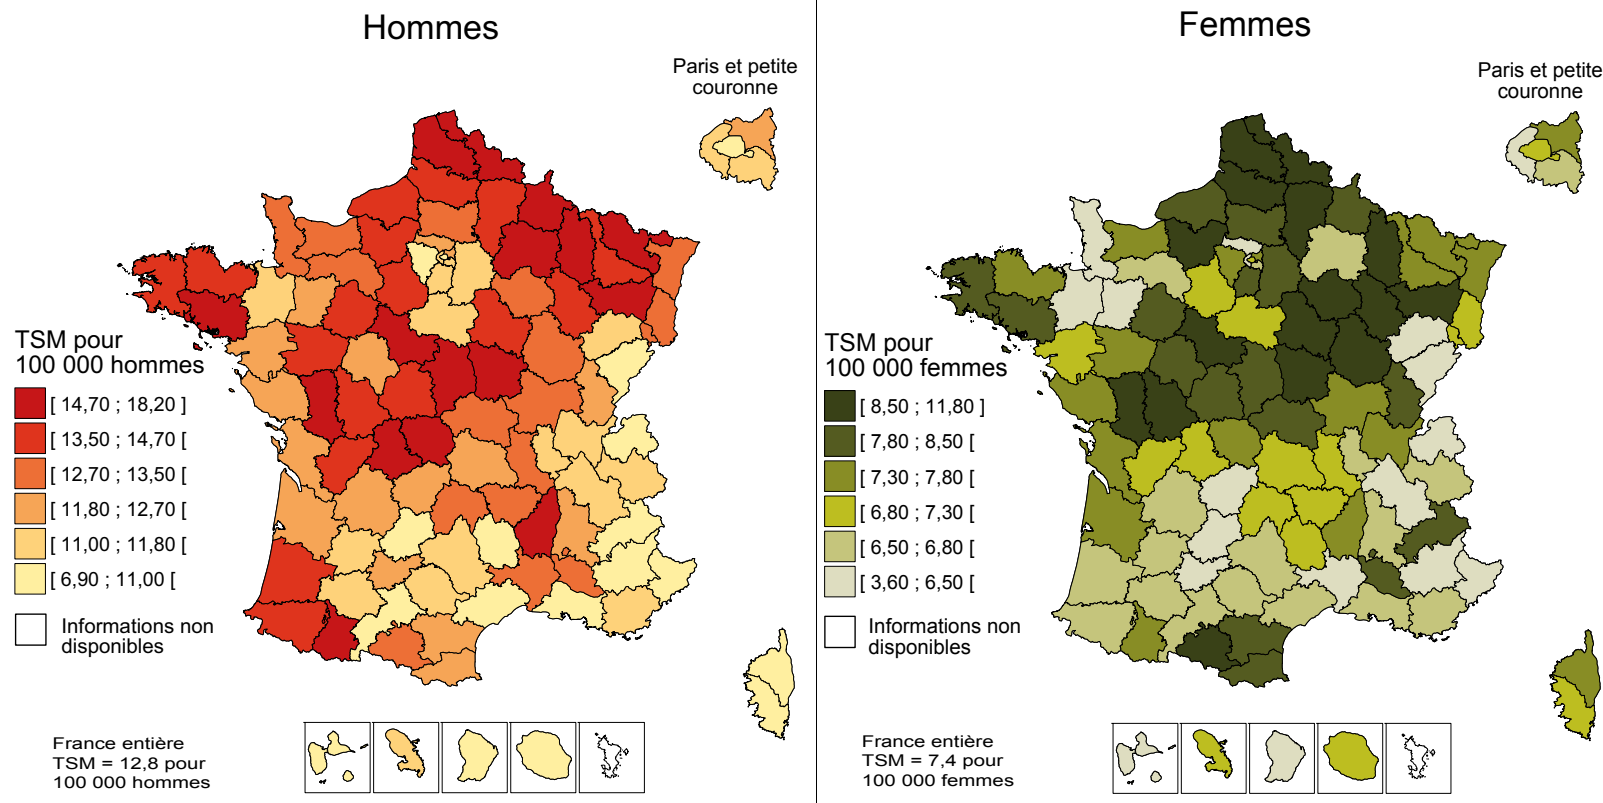 Hommes
Paris et petite
couronne
TSM pour
100 000 hommes
[ 14,70 ; 18,20 ]
[ 13,50 ; 14,70 [
[ 12,70 ; 13,50 [
[ 11,80 ; 12,70 [
[ 11,00 ; 11,80 [
[ 6,90 ; 11,00 [
Informations non
disponibles
France entière
TSM = 12,8 pour
100 000 hommes
Femmes
Paris et petite
couronne
TSM pour
100 000 femmes
[ 8,50 ; 11,80 ]
[ 7,80 ; 8,50 [
[ 7,30 ; 7,80 [
[ 6,80 ; 7,30 [
[ 6,50 ; 6,80 [
[ 3,60 ; 6,50 [
Informations non
disponibles
France entière
TSM = 7,4 pour
100 000 femmes